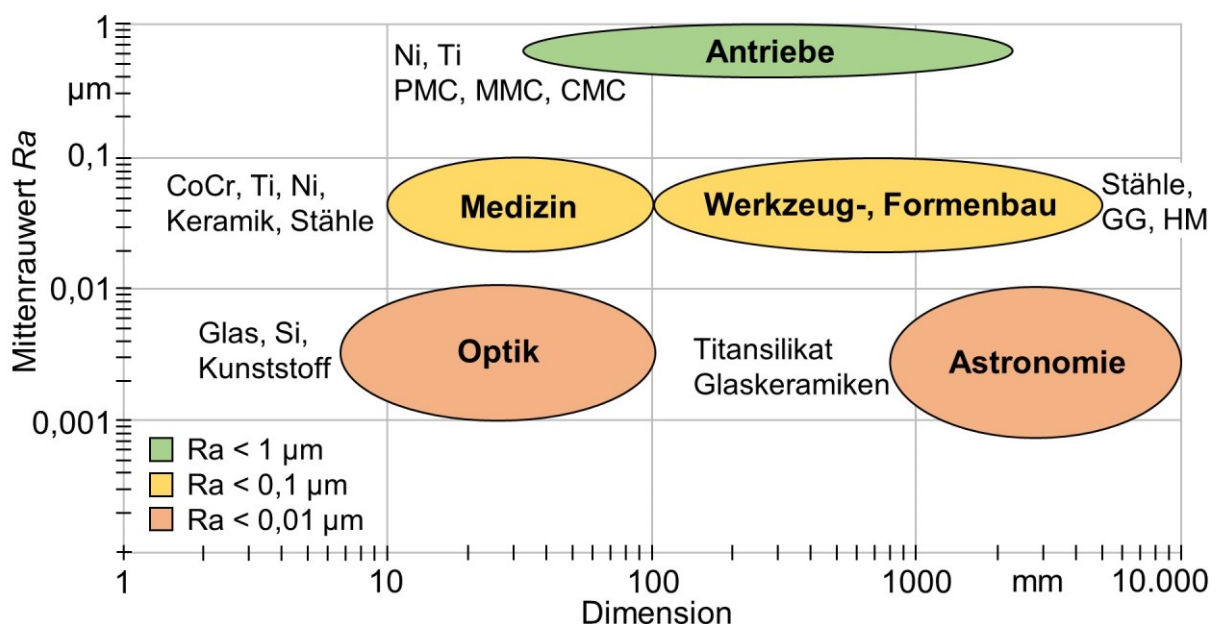 1
µm
0,1
0,01
0,001
Mittenrauwert Ra
Ni, Ti
PMC, MMC, CMC
Antriebe
CoCr, Ti, Ni,
Keramik, Stähle
Medizin
Werkzeug-, Formenbau
Stähle,
GG, HM
Glas, Si,
Kunststoff
Optik
Titansilikat
Glaskeramiken
Astronomie
Ra < 1 µm
Ra < 0,1 µm
Ra < 0,01 µm
1 10 100 1000 mm 10.000
Dimension